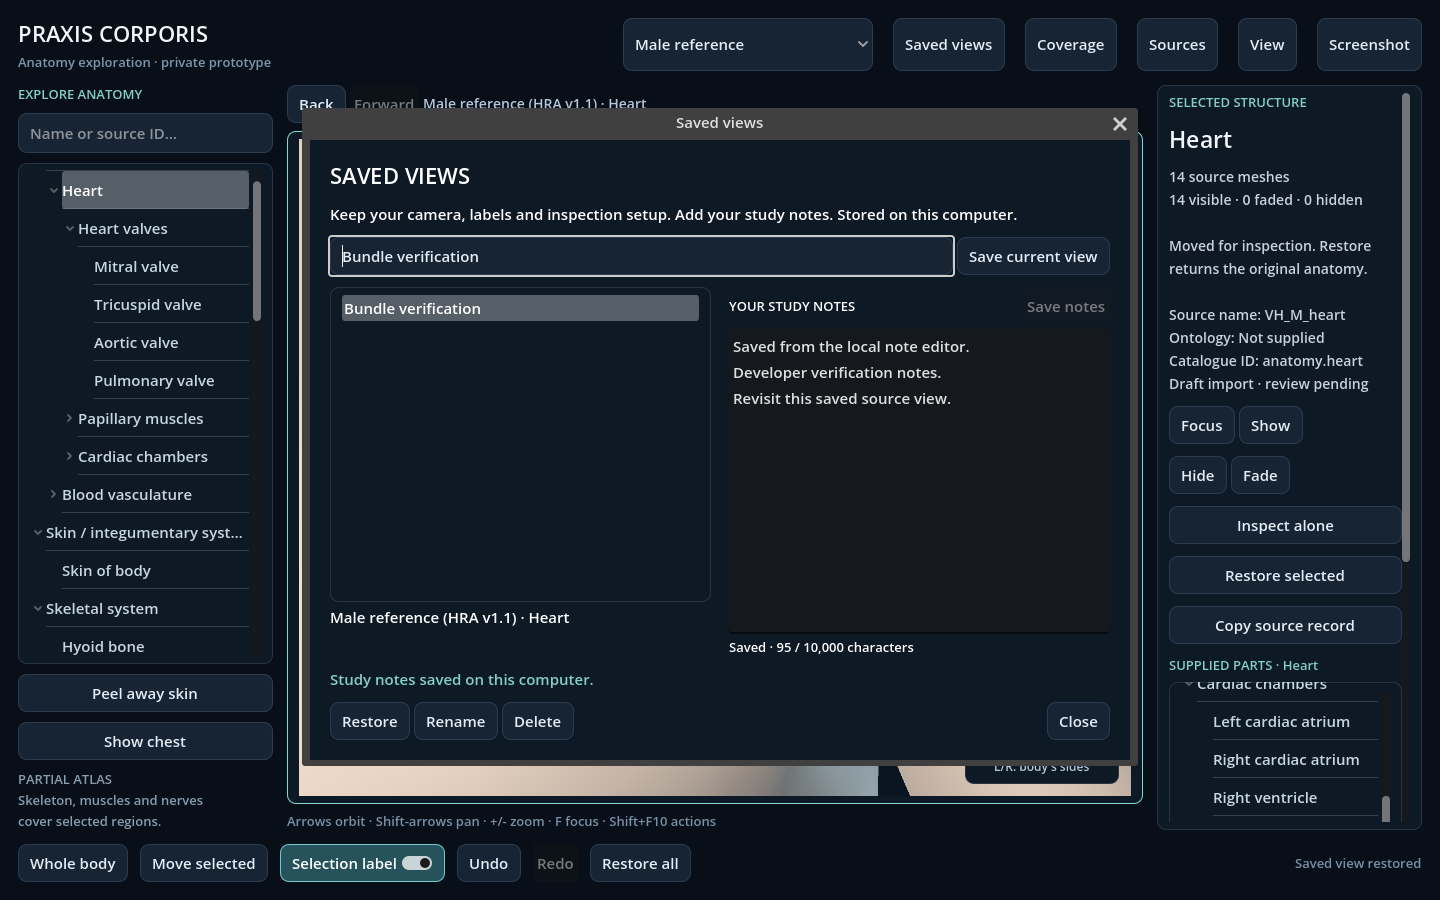 PRAXIS CORPORIS
Anatomy exploration · private prototype
Male reference
Saved views
Coverage
Sources
View
Screenshot
EXPLORE ANATOMY
Name or source ID...
Heart
Heart valves
Mitral valve
Tricuspid valve
Aortic valve
Pulmonary valve
Papillary muscles
Cardiac chambers
Blood vasculature
Skin / integumentary syst...
Skin of body
Skeletal system
Hyoid bone
Peel away skin
Show chest
PARTIAL ATLAS
Skeleton, muscles and nerves
cover selected regions.
Back
Forward
Male reference (HRA v1.1) · Heart
Saved views
SAVED VIEWS
Keep your camera, labels and inspection setup. Add your study notes. Stored on this computer.
Bundle verification
Save current view
Bundle verification
Male reference (HRA v1.1) · Heart
YOUR STUDY NOTES
Save notes
Saved from the local note editor.
Developer verification notes.
Revisit this saved source view.
Saved · 95 / 10,000 characters
Study notes saved on this computer.
Restore
Rename
Delete
Close
L/R: body's sides
Arrows orbit · Shift-arrows pan · +/- zoom · F focus · Shift+F10 actions
SELECTED STRUCTURE
Heart
14 source meshes
14 visible · 0 faded · 0 hidden
Moved for inspection. Restore
returns the original anatomy.
Source name: VH_M_heart
Ontology: Not supplied
Catalogue ID: anatomy.heart
Draft import · review pending
Focus
Show
Hide
Fade
Inspect alone
Restore selected
Copy source record
SUPPLIED PARTS · Heart
Cardiac chambers
Left cardiac atrium
Right cardiac atrium
Right ventricle
Whole body
Move selected
Selection label
Undo
Redo
Restore all
Saved view restored